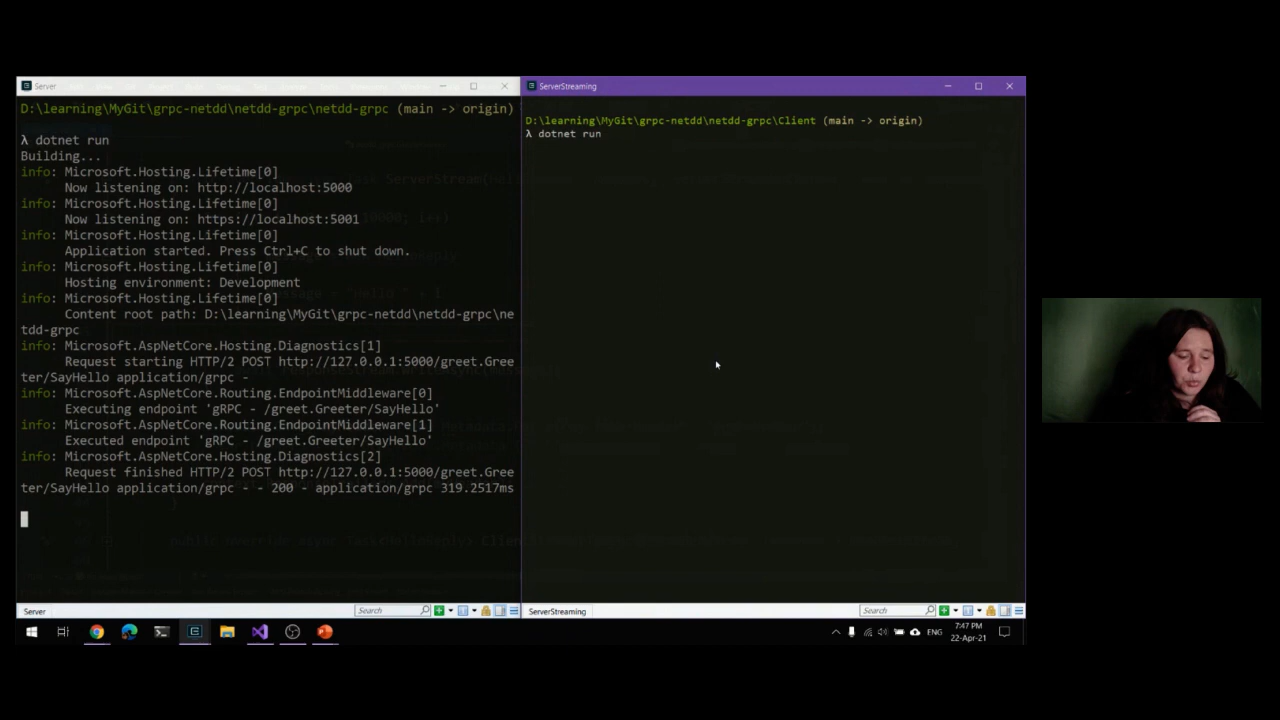 Server
D:\learning\MyGit\grpc-netdd\netdd-grpc\netdd-grpc (main -> origin)
λ dotnet run
Building...
info: Microsoft.Hosting.Lifetime[0]
Now listening on: http://localhost:5000
info: Microsoft.Hosting.Lifetime[0]
Now listening on: https://localhost:5001
info: Microsoft.Hosting.Lifetime[0]
Application started. Press Ctrl+C to shut down.
info: Microsoft.Hosting.Lifetime[0]
Hosting environment: Development
info: Microsoft.Hosting.Lifetime[0]
Content root path: D:\learning\MyGit\grpc-netdd\netdd-grpc\ne
tdd-grpc
info: Microsoft.AspNetCore.Hosting.Diagnostics[1]
Request starting HTTP/2 POST http://127.0.0.1:5000/greet.Gree
ter/SayHello application/grpc -
info: Microsoft.AspNetCore.Routing.EndpointMiddleware[0]
Executing endpoint 'gRPC - /greet.Greeter/SayHello'
info: Microsoft.AspNetCore.Routing.EndpointMiddleware[1]
Executed endpoint 'gRPC - /greet.Greeter/SayHello'
info: Microsoft.AspNetCore.Hosting.Diagnostics[2]
Request finished HTTP/2 POST http://127.0.0.1:5000/greet.Gree
ter/SayHello application/grpc - - 200 - application/grpc 319.2517ms
Server
Search
ServerStreaming
D:\learning\MyGit\grpc-netdd\netdd-grpc\Client (main -> origin)
λ dotnet run
ServerStreaming
Search
ENG
7:47 PM
22-Apr-21